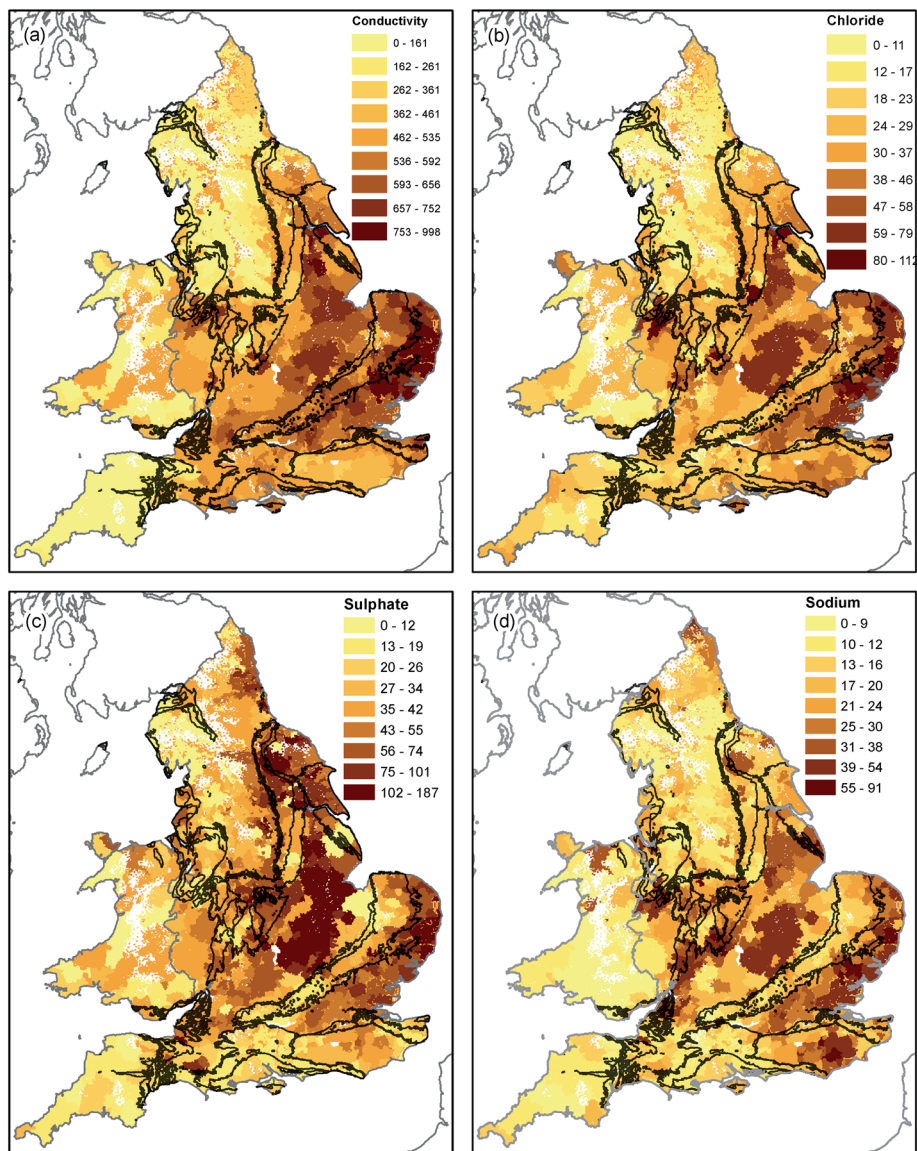 (a)
Conductivity
0 - 161
162 - 261
262 - 361
362 - 461
462 - 535
536 - 592
593 - 656
657 - 752
753 - 998
(b)
Chloride
0 - 11
12 - 17
18 - 23
24 - 29
30 - 37
38 - 46
47 - 58
59 - 79
80 - 112
(c)
Sulphate
0 - 12
13 - 19
20 - 26
27 - 34
35 - 42
43 - 55
56 - 74
75 - 101
102 - 187
(d)
Sodium
0 - 9
10 - 12
13 - 16
17 - 20
21 - 24
25 - 30
31 - 38
39 - 54
55 - 91